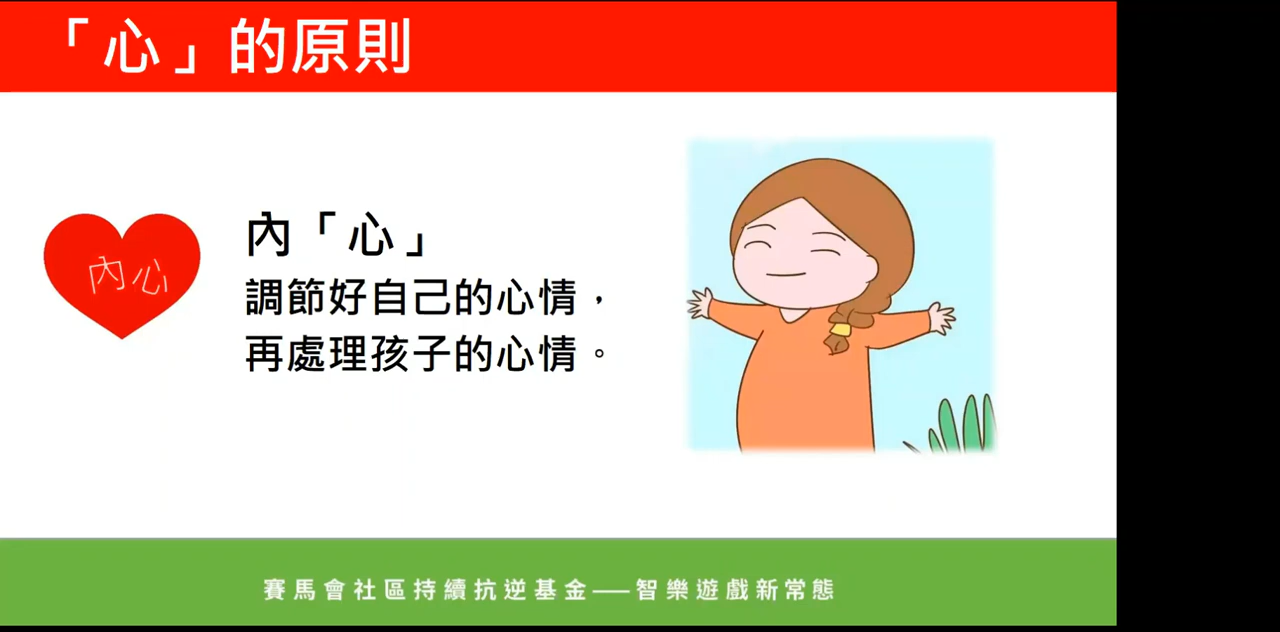 「心」的原則
內心
內「心」
調節好自己的心情，
再處理孩子的心情。
賽馬會社區持續抗逆基金——智樂遊戲新常態